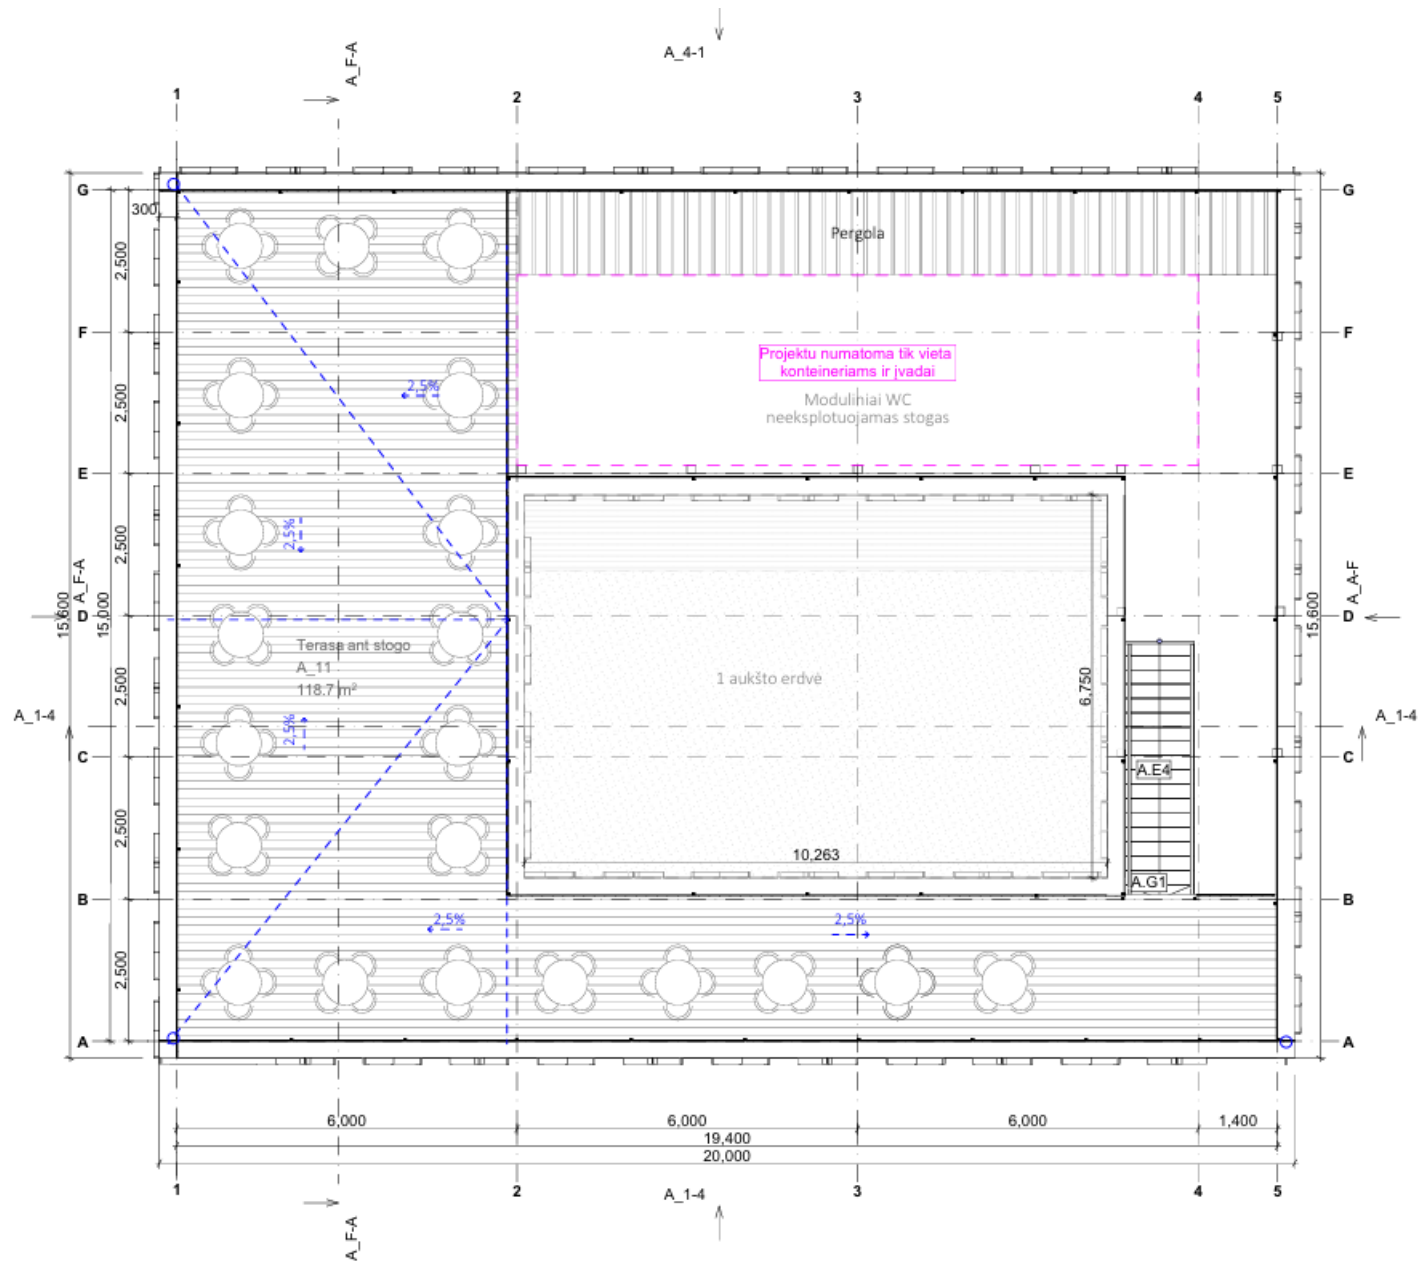 A_4-1
A_F-A
1
2
3
4
5
G
G
300
Pergola
2,500
F
F
Projektu numatoma tik vieta
konteineriams ir įvadai
2,5%
Moduliniai WC
neeksplotuojamas stogas
2,500
E
E
2,5%
2,500
A_F-A
A_A-F
15,600
15,000
D
D
15,600
Terasa ant stogo
A_11
118.7 m²
1 aukšto erdvė
6,750
2,500
A_1-4
A_1-4
2,5%
C
C
A.E4
2,500
10,263
A.G1
B
B
2,5%
2,5%
2,500
A
A
6,000
6,000
6,000
1,400
19,400
20,000
1
2
3
4
5
A_1-4
A_F-A